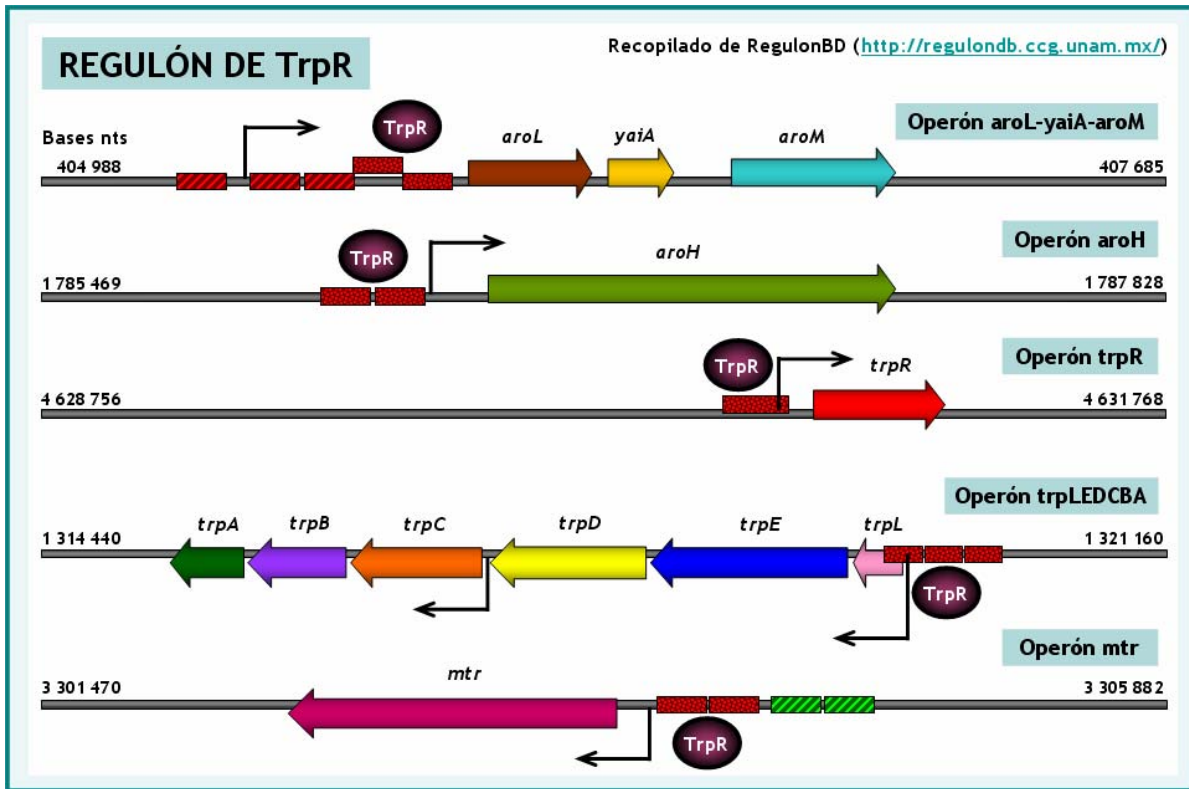 REGULÓN DE TrpR
Recopilado de RegulonBD (http://regulondb.ccg.unam.mx/)
Operón aroL-yaiA-aroM
Bases nts
404 988
TrpR
aroL
yaiA
aroM
407 685
Operón aroH
1 785 469
TrpR
aroH
1 787 828
Operón trpR
4 628 756
TrpR
trpR
4 631 768
Operón trpLEDCBA
1 314 440
trpA
trpB
trpC
trpD
trpE
trpL
1 321 160
TrpR
Operón mtr
3 301 470
mtr
3 305 882
TrpR